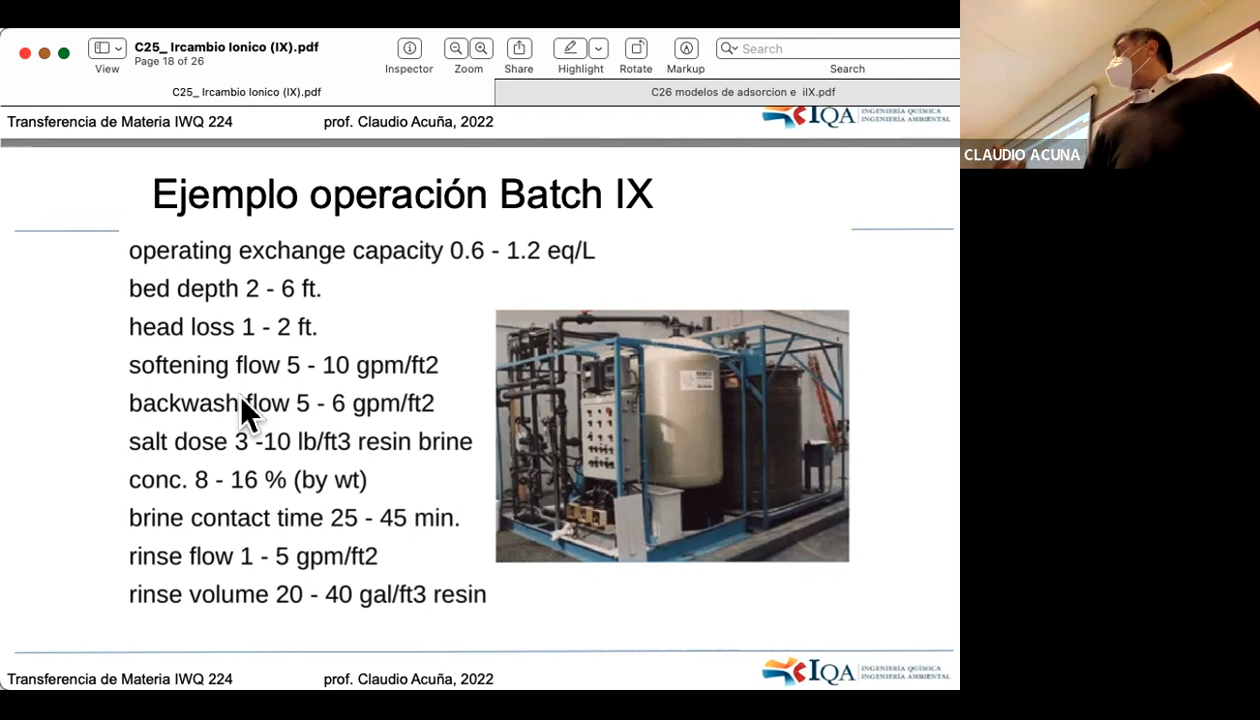 C25_ Ircambio Ionico (IX).pdf
Page 18 of 26
View
Inspector
Zoom
Share
Highlight
Rotate
Markup
Search
Search
C25_ Ircambio Ionico (IX).pdf
C26 modelos de adsorcion e iIX.pdf
Transferencia de Materia IWQ 224
prof. Claudio Acuña, 2022
IQA
INGENIERÍA QUÍMICA
INGENIERÍA AMBIENTAL
CLAUDIO ACUNA
Ejemplo operación Batch IX
operating exchange capacity 0.6 - 1.2 eq/L
bed depth 2 - 6 ft.
head loss 1 - 2 ft.
softening flow 5 - 10 gpm/ft2
backwash flow 5 - 6 gpm/ft2
salt dose 3 -10 lb/ft3 resin brine
conc. 8 - 16 % (by wt)
brine contact time 25 - 45 min.
rinse flow 1 - 5 gpm/ft2
rinse volume 20 - 40 gal/ft3 resin
Transferencia de Materia IWQ 224
prof. Claudio Acuña, 2022
IQA
INGENIERÍA QUÍMICA
INGENIERÍA AMBIENTAL